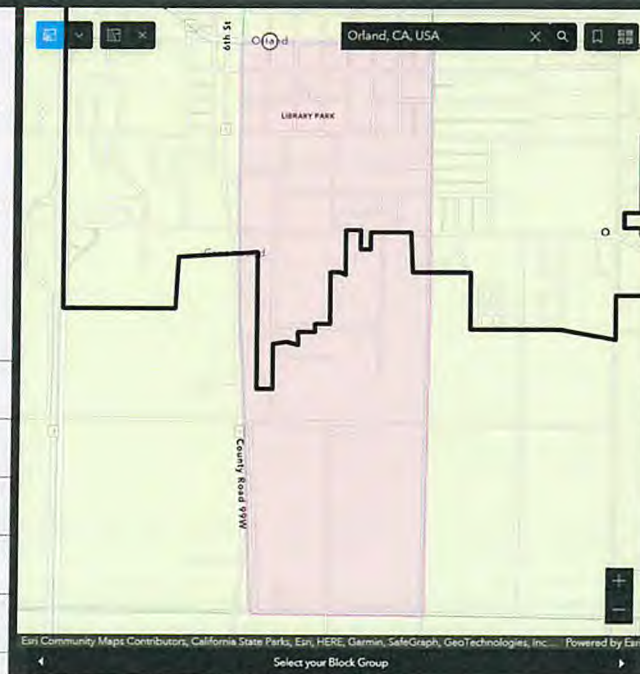 6th St
Orland
Orland, CA, USA
LIBRARY PARK
County Road 99W
Esri Community Maps Contributors, California State Parks, Esri, HERE, Garmin, SafeGraph, GeoTechnologies, Inc... Powered by Esri
Select your Block Group